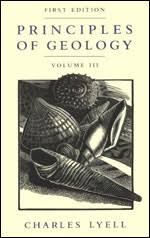 FIRST EDITION
PRINCIPLES
OF GEOLOGY
VOLUME III
CHARLES LYELL